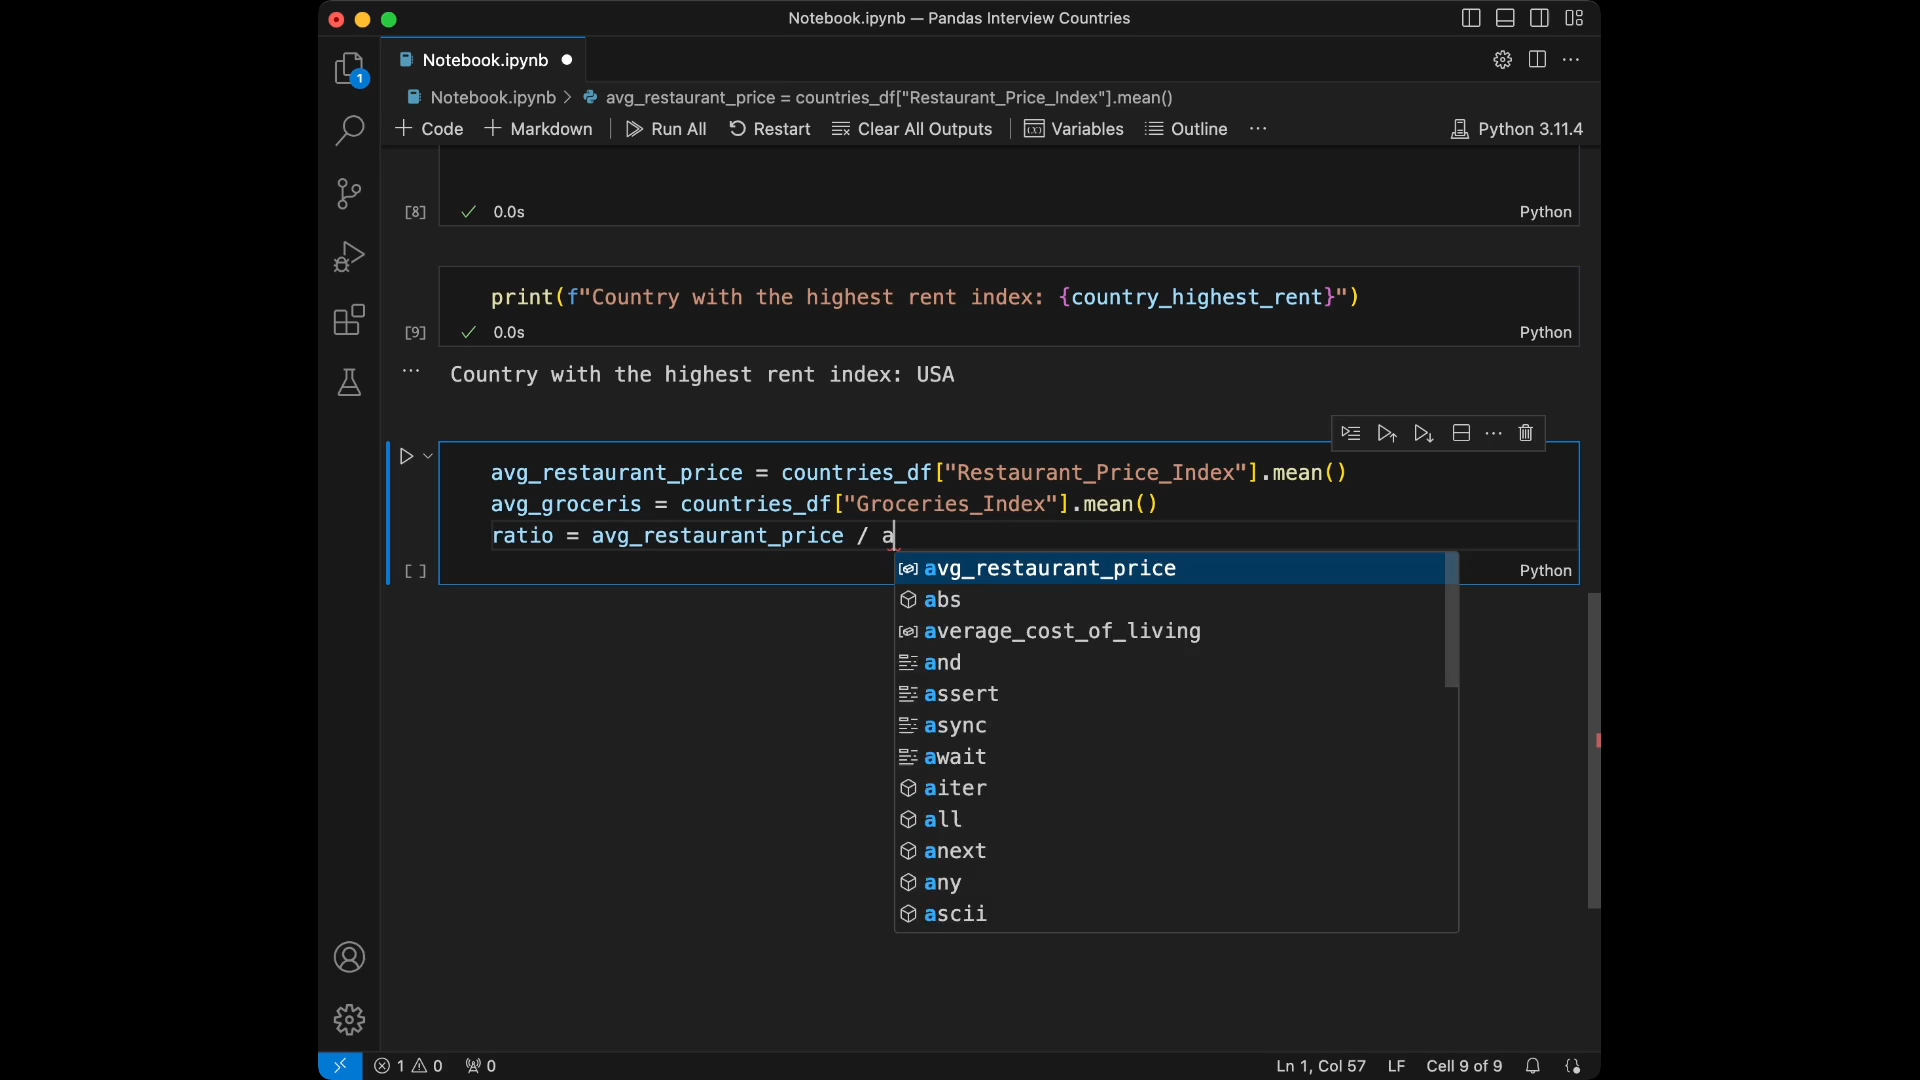 Notebook.ipynb — Pandas Interview Countries
1
Notebook.ipynb
Notebook.ipynb > avg_restaurant_price = countries_df["Restaurant_Price_Index"].mean()
Code Markdown Run All Restart Clear All Outputs Variables Outline ... Python 3.11.4
[8] 0.0s Python
print(f"Country with the highest rent index: {country_highest_rent}")
[9] 0.0s Python
... Country with the highest rent index: USA
avg_restaurant_price = countries_df["Restaurant_Price_Index"].mean()
avg_groceris = countries_df["Groceries_Index"].mean()
ratio = avg_restaurant_price / a
[ ] Python
avg_restaurant_price
abs
average_cost_of_living
and
assert
async
await
aiter
all
anext
any
ascii
1 0 0 Ln 1, Col 57 LF Cell 9 of 9